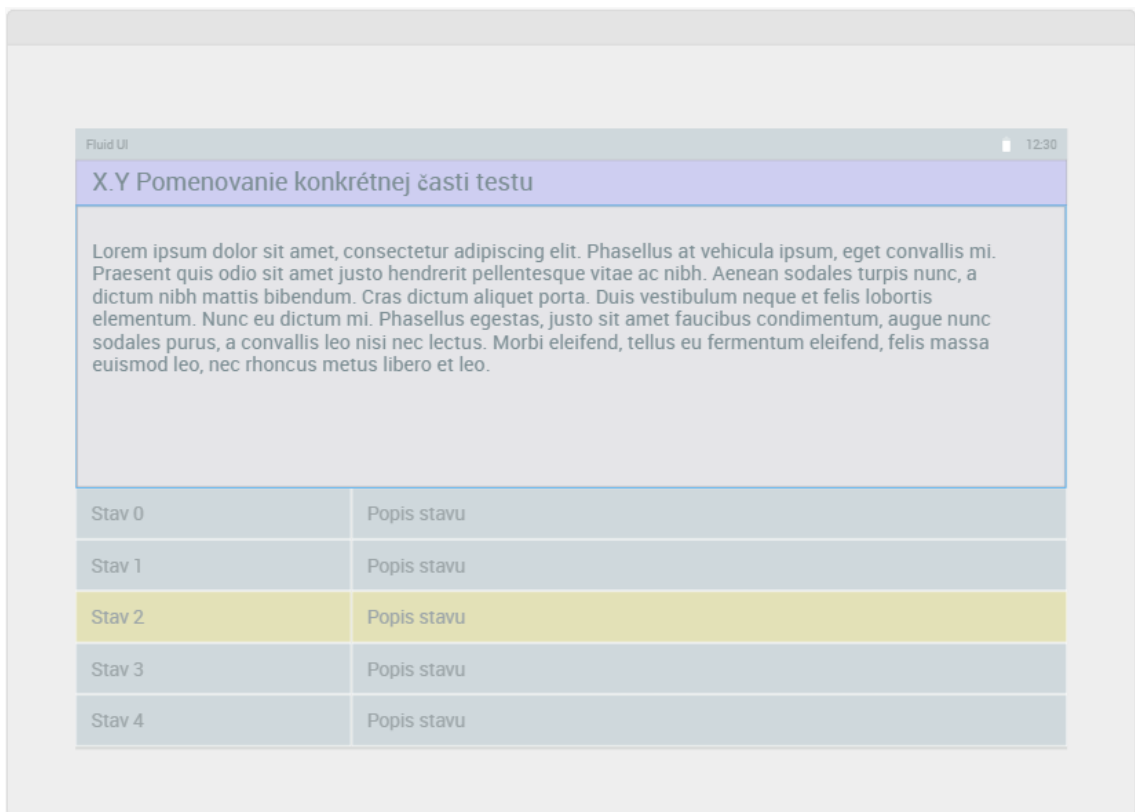 Fluid UI 12:30
X.Y Pomenovanie konkrétnej časti testu
Lorem ipsum dolor sit amet, consectetur adipiscing elit. Phasellus at vehicula ipsum, eget convallis mi.
Praesent quis odio sit amet justo hendrerit pellentesque vitae ac nibh. Aenean sodales turpis nunc, a
dictum nibh mattis bibendum. Cras dictum aliquet porta. Duis vestibulum neque et felis lobortis
elementum. Nunc eu dictum mi. Phasellus egestas, justo sit amet faucibus condimentum, augue nunc
sodales purus, a convallis leo nisi nec lectus. Morbi eleifend, tellus eu fermentum eleifend, felis massa
euismod leo, nec rhoncus metus libero et leo.
Stav 0 Popis stavu
Stav 1 Popis stavu
Stav 2 Popis stavu
Stav 3 Popis stavu
Stav 4 Popis stavu